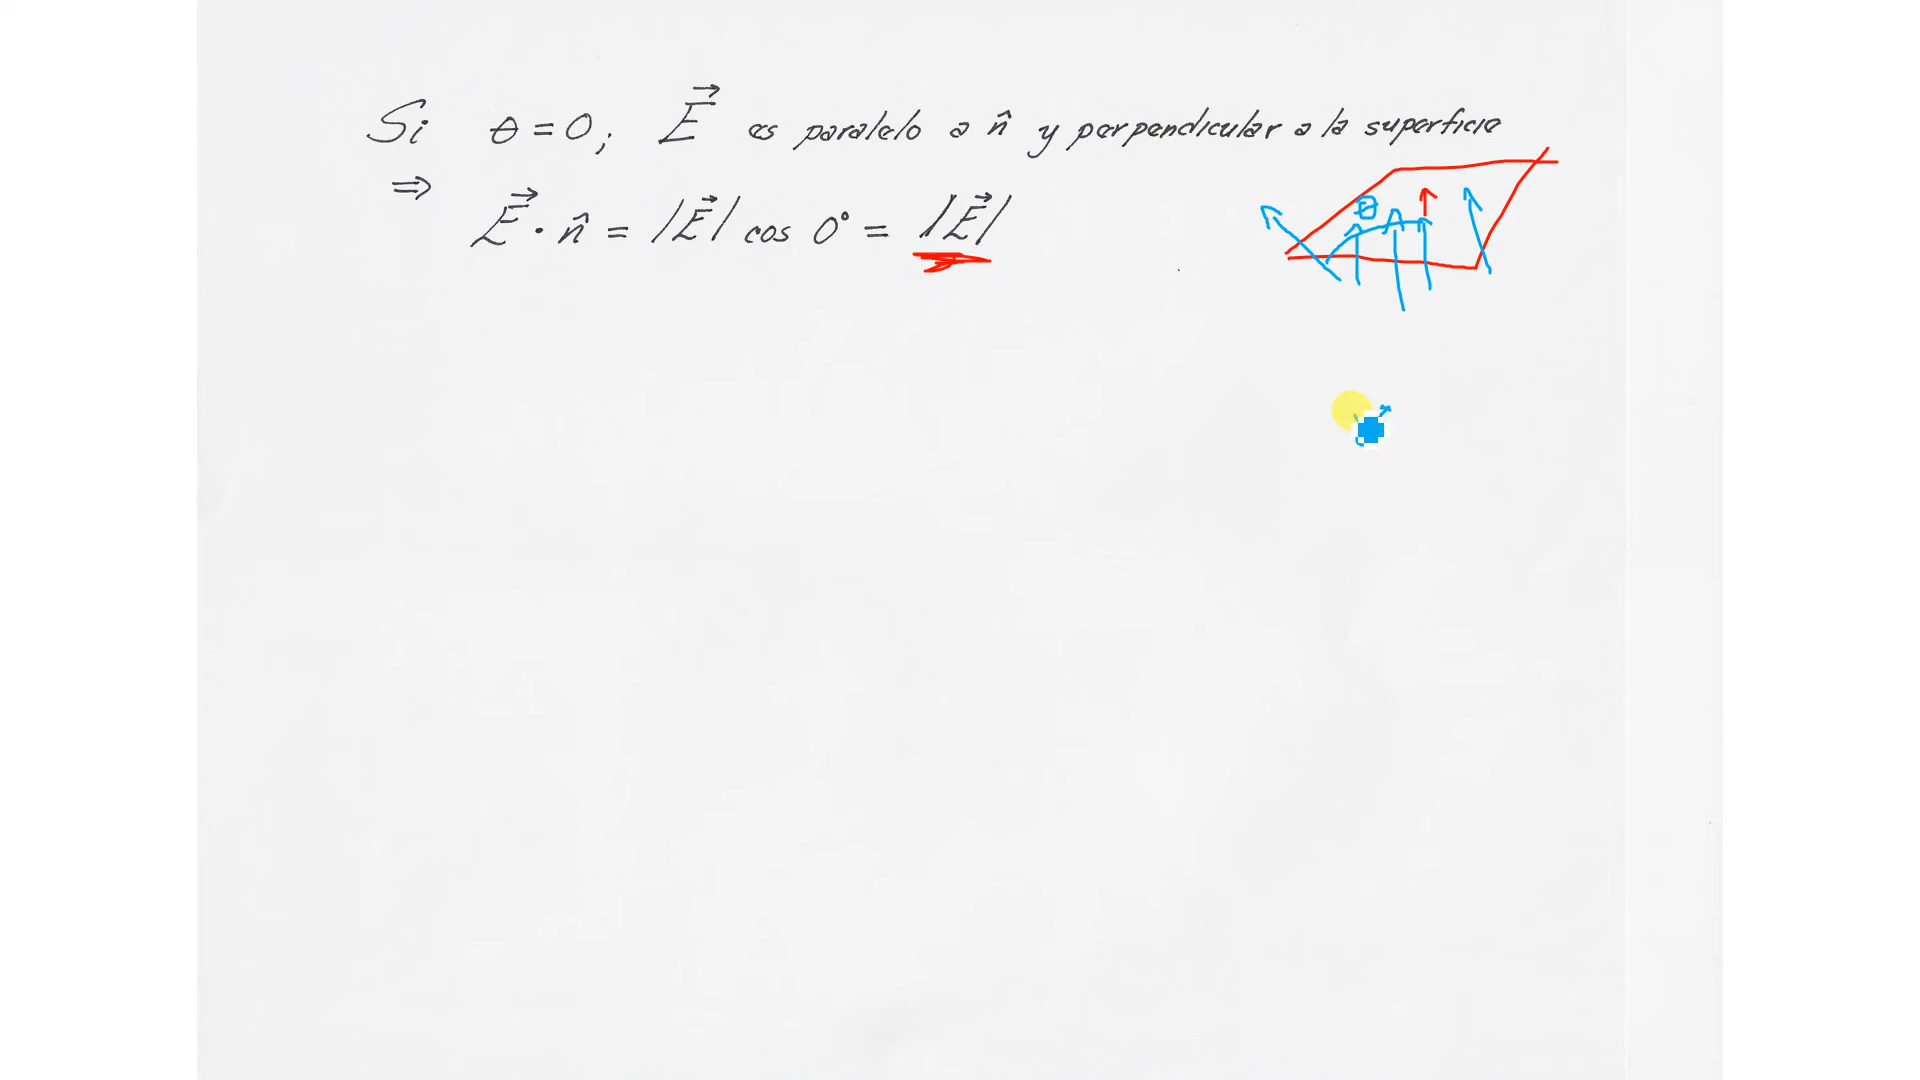 Si θ = 0; E⃗ es paralelo a n̂ y perpendicular a la superficie
⇒
E⃗ · n̂ = |E⃗| cos 0° = |E⃗|
θ